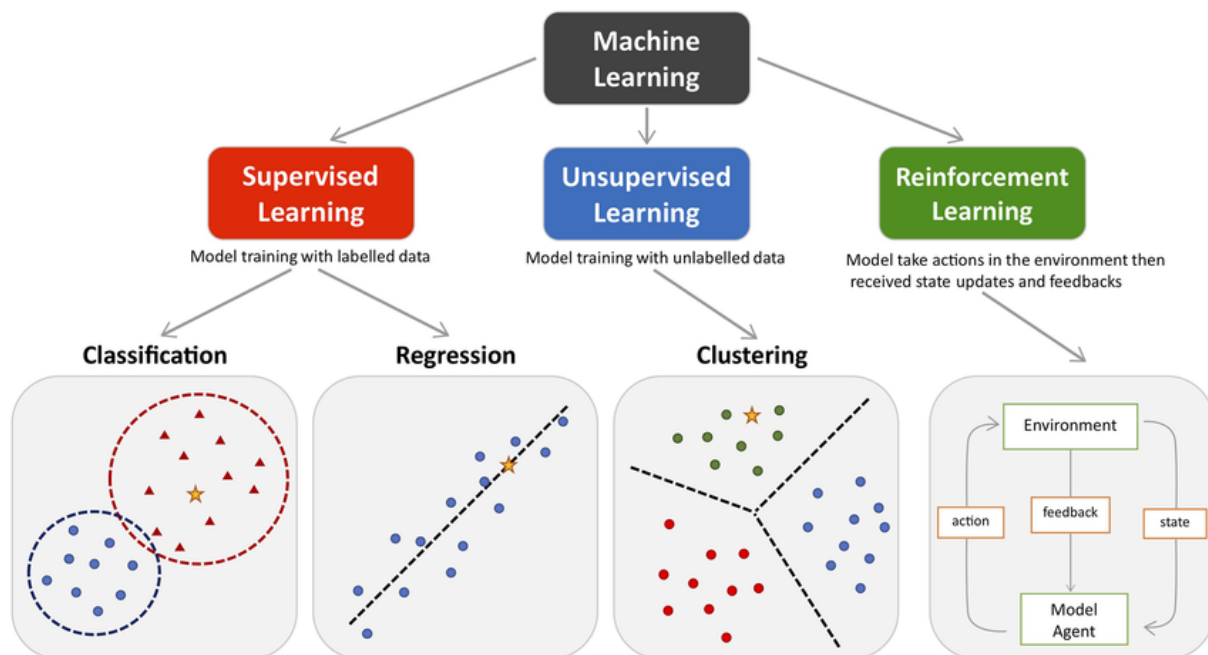 Machine
Learning
Supervised
Learning
Unsupervised
Learning
Reinforcement
Learning
Model training with labelled data
Model training with unlabelled data
Model take actions in the environment then
received state updates and feedbacks
Classification
Regression
Clustering
Environment
action
feedback
state
Model
Agent